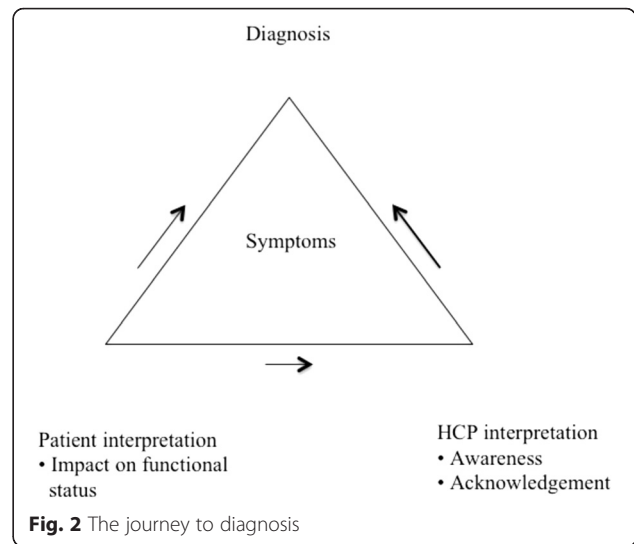 Diagnosis
Symptoms
Patient interpretation
• Impact on functional
status
HCP interpretation
• Awareness
• Acknowledgement
Fig. 2 The journey to diagnosis